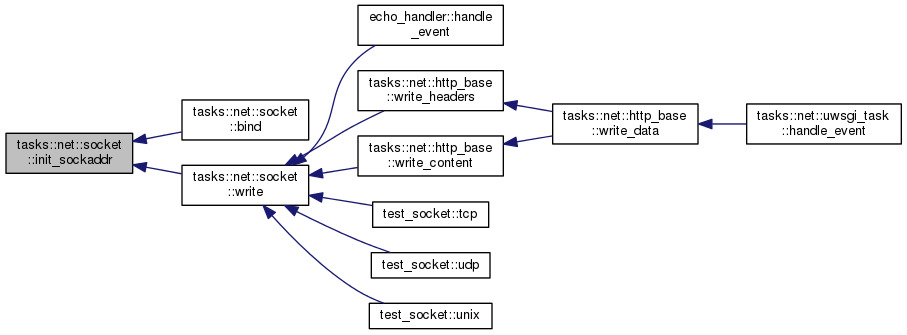 tasks::net::socket
::init_sockaddr
tasks::net::socket
::bind
tasks::net::socket
::write
echo_handler::handle
_event
tasks::net::http_base
::write_headers
tasks::net::http_base
::write_content
test_socket::tcp
test_socket::udp
test_socket::unix
tasks::net::http_base
::write_data
tasks::net::uwsgi_task
::handle_event